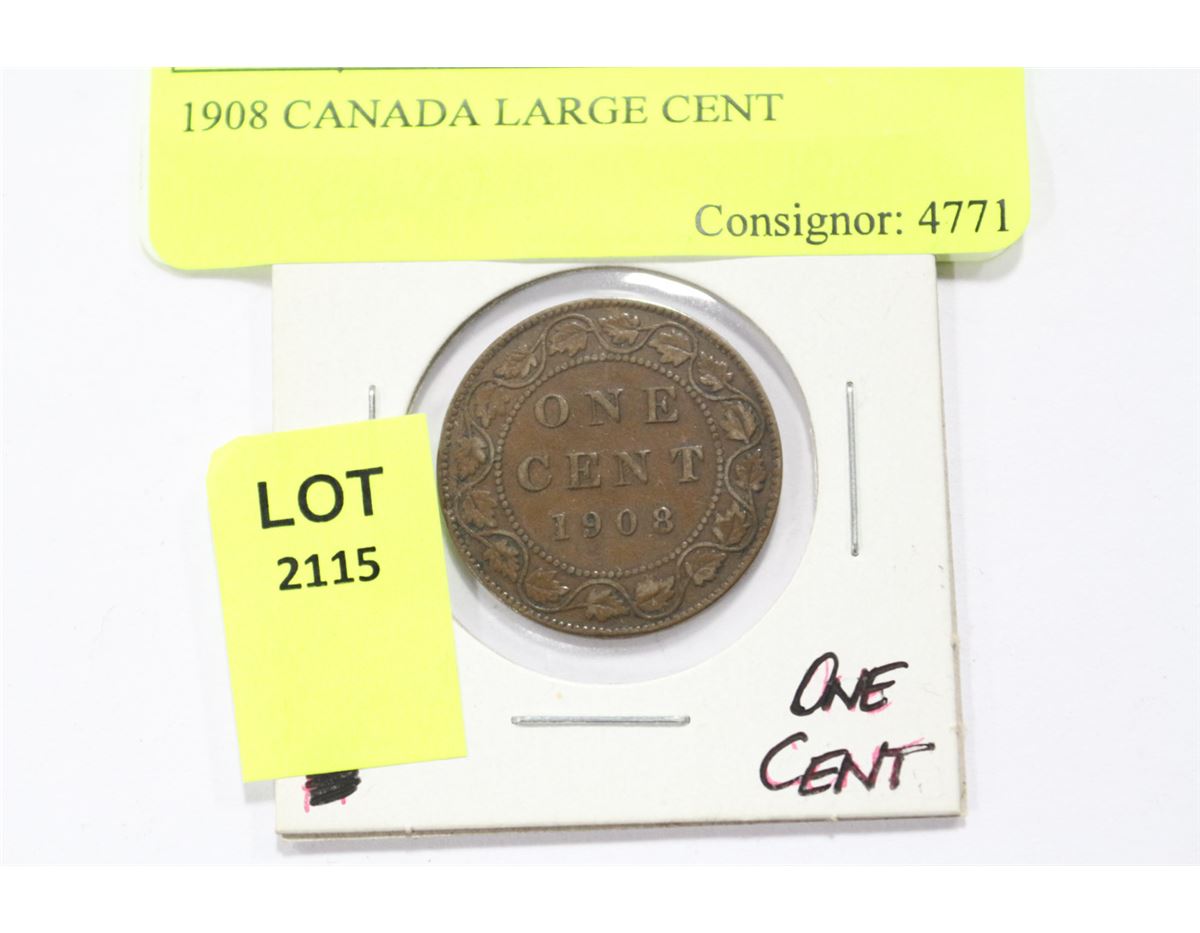 1908 CANADA LARGE CENT
Consignor: 4771
ONE
CENT
1908
LOT
2115
ONE
CENT